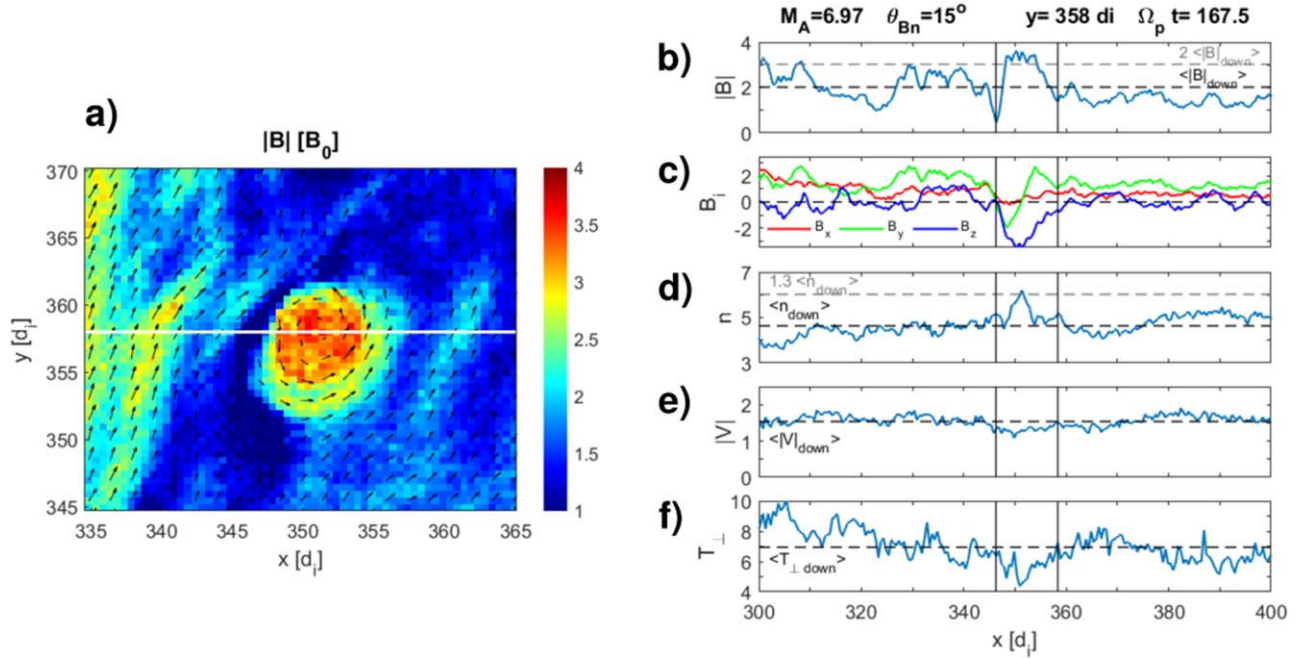 a)
|B| [B0]
370
365
360
355
350
345
y [di]
335 340 345 350 355 360 365
x [di]
4
3.5
3
2.5
2
1.5
1
MA=6.97 θBn=15o y= 358 di Ωp t= 167.5
b)
|B|
4
2
0
2 <|B|down>
<|B|down>
c)
Bi
2
0
-2
Bx By Bz
d)
n
7
5
3
1.3 <ndown>
<ndown>
e)
|V|
2
1
0
<|V|down>
f)
T⊥
10
8
6
4
<T⊥ down>
300 320 340 360 380 400
x [di]